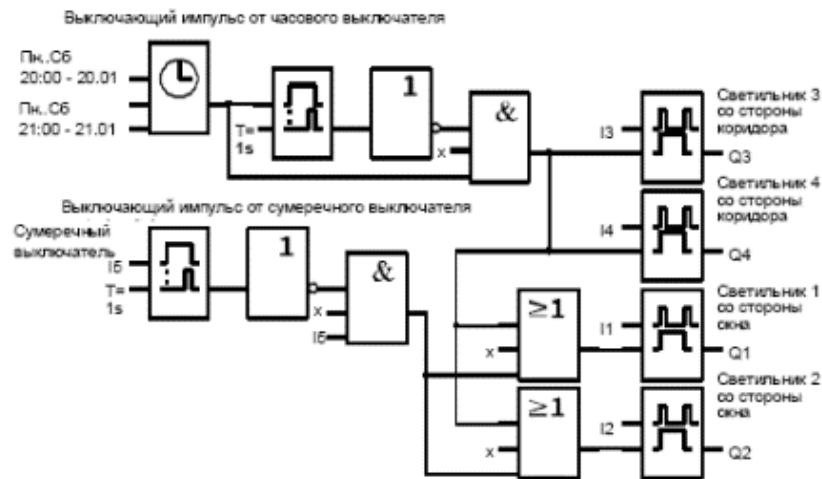 Выключающий импульс от часового выключателя
Пн..Сб
20:00 - 20.01
Пн..Сб
21:00 - 21.01
T=
1s
1
x
&
I3
Светильник 3
со стороны
коридора
Q3
Светильник 4
со стороны
коридора
I4
Q4
Выключающий импульс от сумеречного выключателя
Сумеречный
выключатель
I5
T=
1s
1
x
I5
&
≥1
x
I1
Светильник 1
со стороны
окна
Q1
≥1
x
I2
Светильник 2
со стороны
окна
Q2